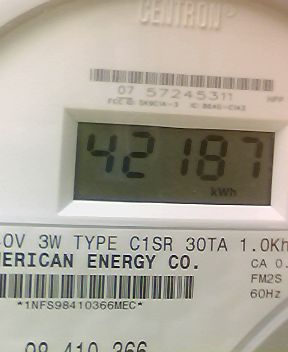 CENTRON
07 57245311
42187
kWh
0V 3W TYPE C1SR 30TA 1.0Kh
ERICAN ENERGY CO.
CA 0.
FM2S
*1NFS98410366MEC*
60Hz
98 410 366